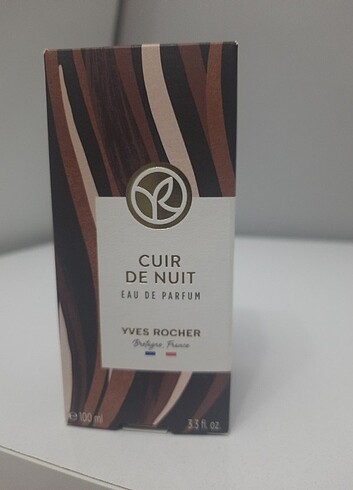 CUIR
DE NUIT
EAU DE PARFUM
YVES ROCHER
Bretagne, France
℮ 100 ml
3.3 fl. oz.